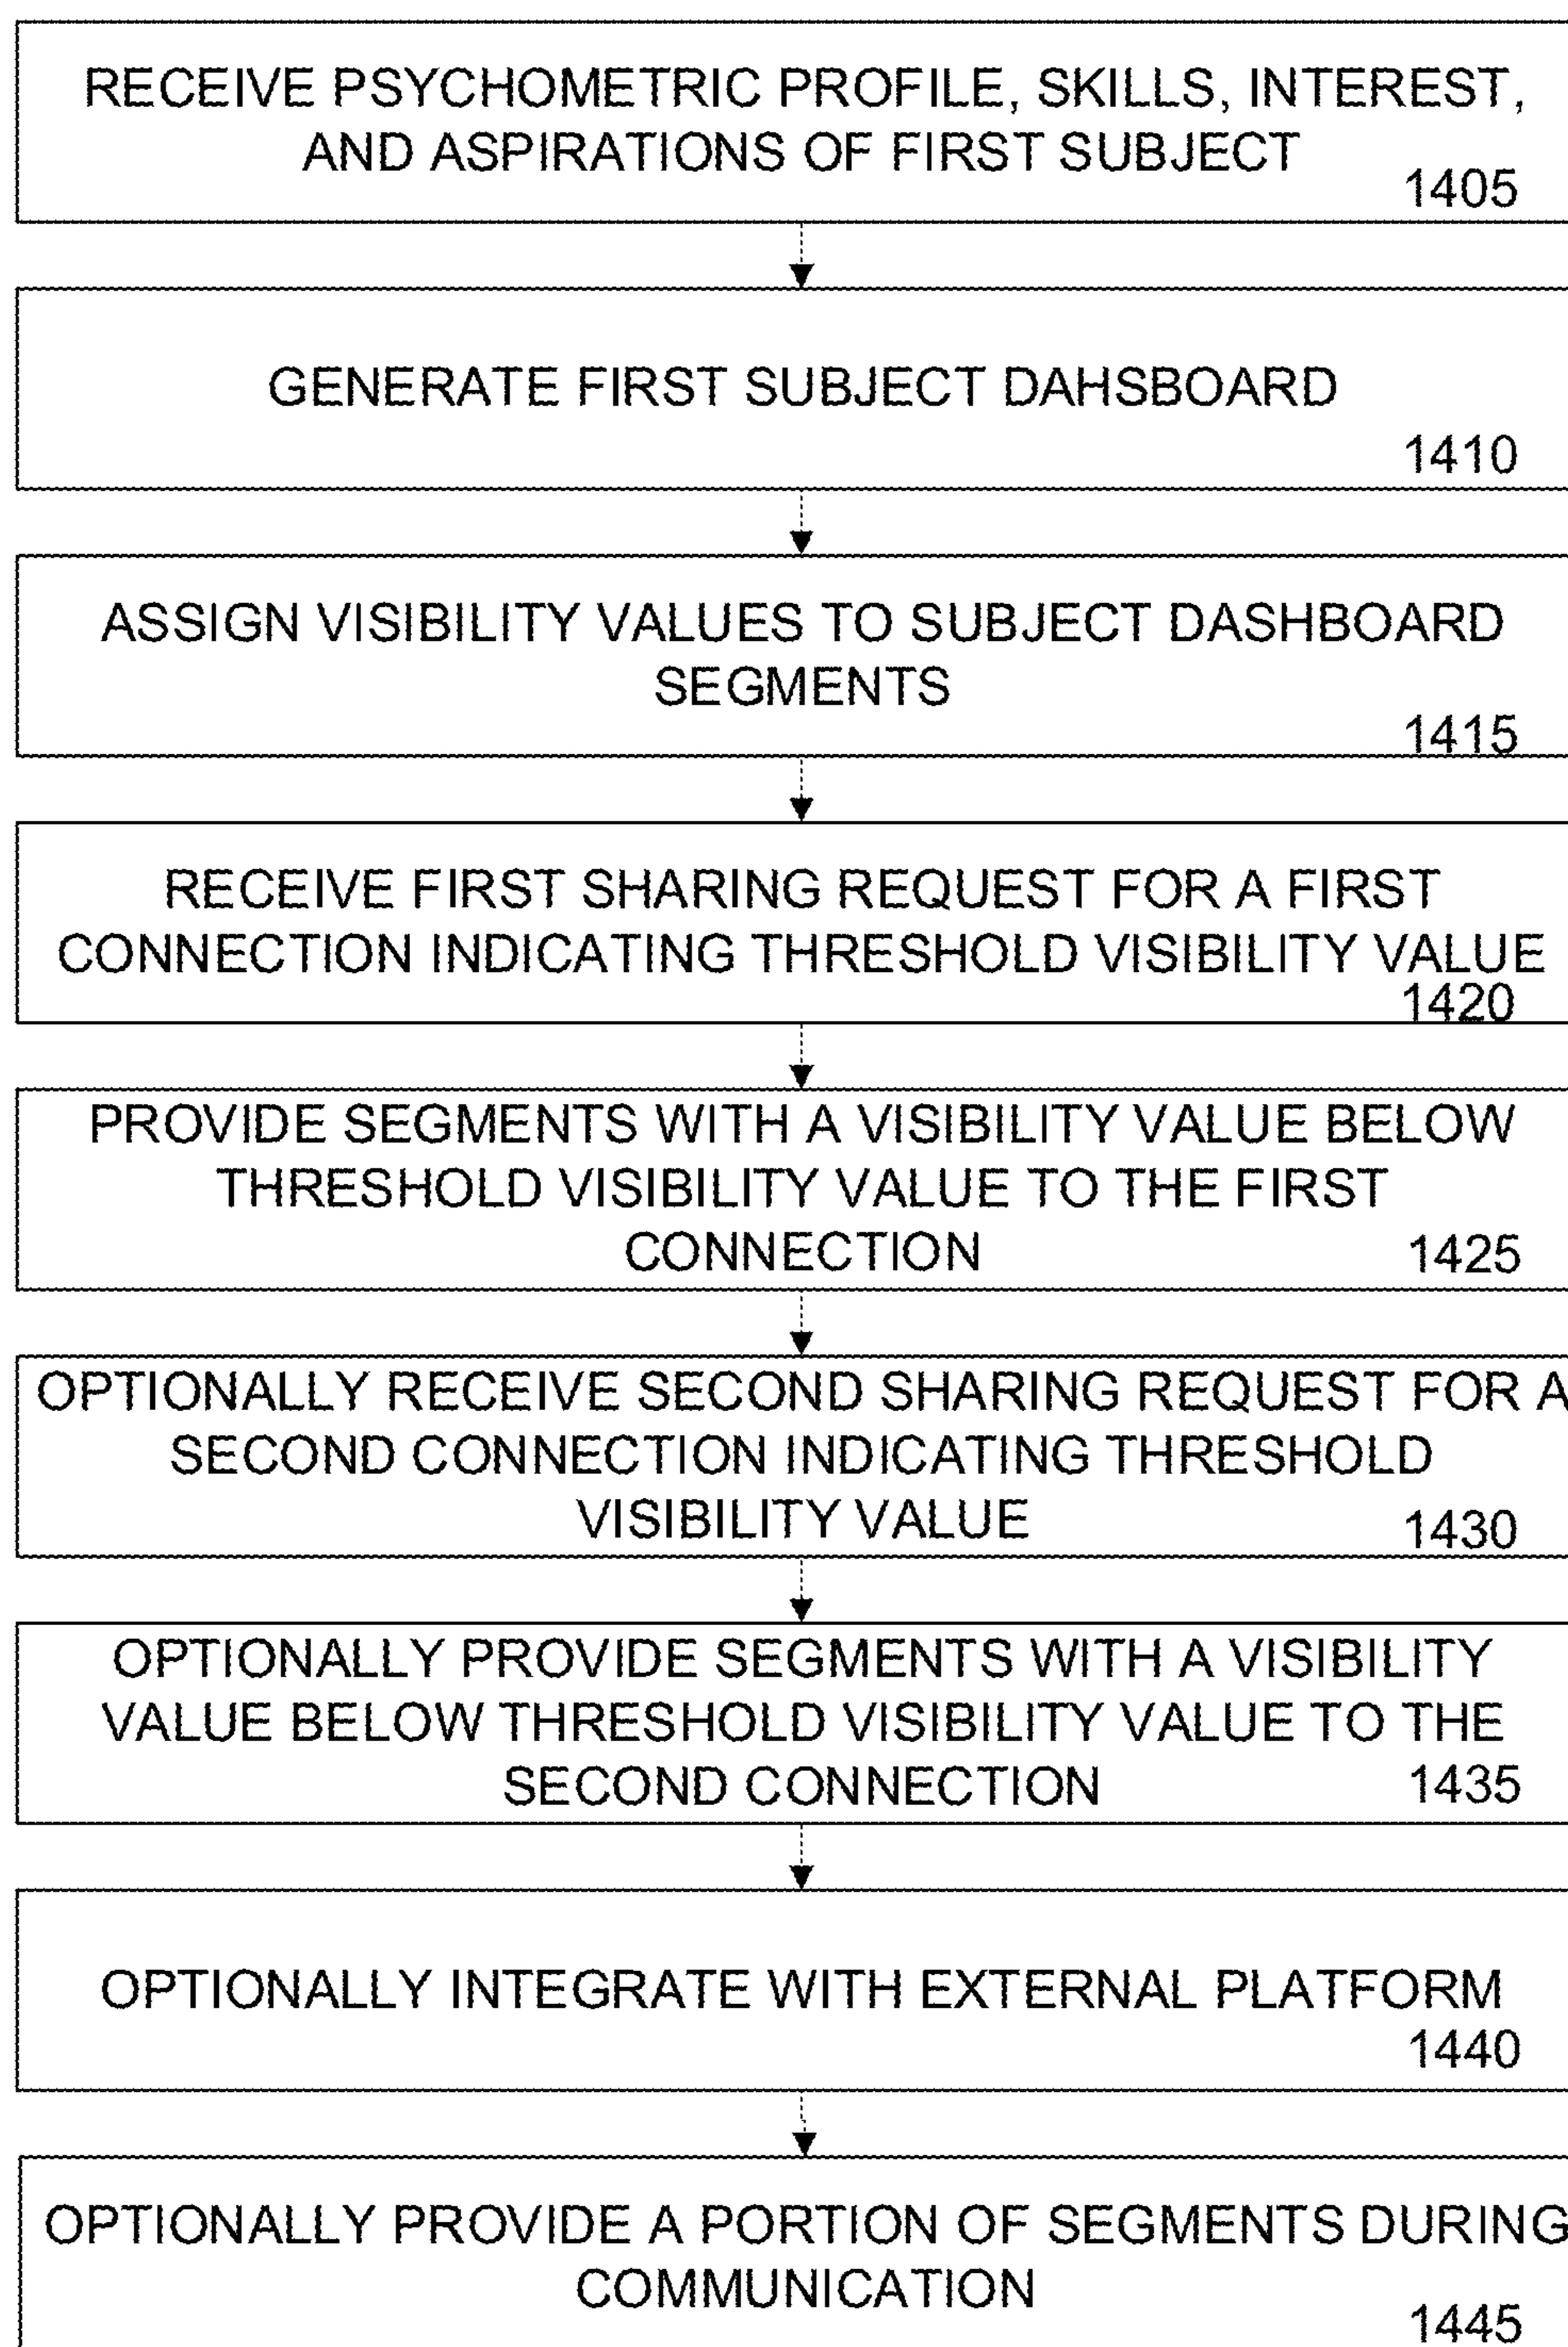 RECEIVE PSYCHOMETRIC PROFILE, SKILLS, INTEREST,
AND ASPIRATIONS OF FIRST SUBJECT
1405
GENERATE FIRST SUBJECT DAHSBOARD
1410
ASSIGN VISIBILITY VALUES TO SUBJECT DASHBOARD
SEGMENTS
1415
RECEIVE FIRST SHARING REQUEST FOR A FIRST
CONNECTION INDICATING THRESHOLD VISIBILITY VALUE
1420
PROVIDE SEGMENTS WITH A VISIBILITY VALUE BELOW
THRESHOLD VISIBILITY VALUE TO THE FIRST
CONNECTION 1425
OPTIONALLY RECEIVE SECOND SHARING REQUEST FOR A
SECOND CONNECTION INDICATING THRESHOLD
VISIBILITY VALUE 1430
OPTIONALLY PROVIDE SEGMENTS WITH A VISIBILITY
VALUE BELOW THRESHOLD VISIBILITY VALUE TO THE
SECOND CONNECTION 1435
OPTIONALLY INTEGRATE WITH EXTERNAL PLATFORM
1440
OPTIONALLY PROVIDE A PORTION OF SEGMENTS DURING
COMMUNICATION
1445